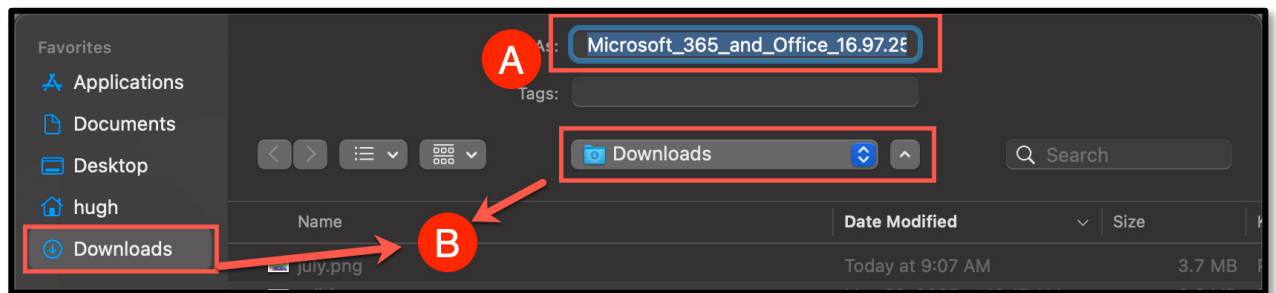 Favorites
Applications
Documents
Desktop
hugh
Downloads
A
As:
Microsoft_365_and_Office_16.97.25
Tags:
Downloads
Search
B
Name
Date Modified
Size
july.png
Today at 9:07 AM
3.7 MB